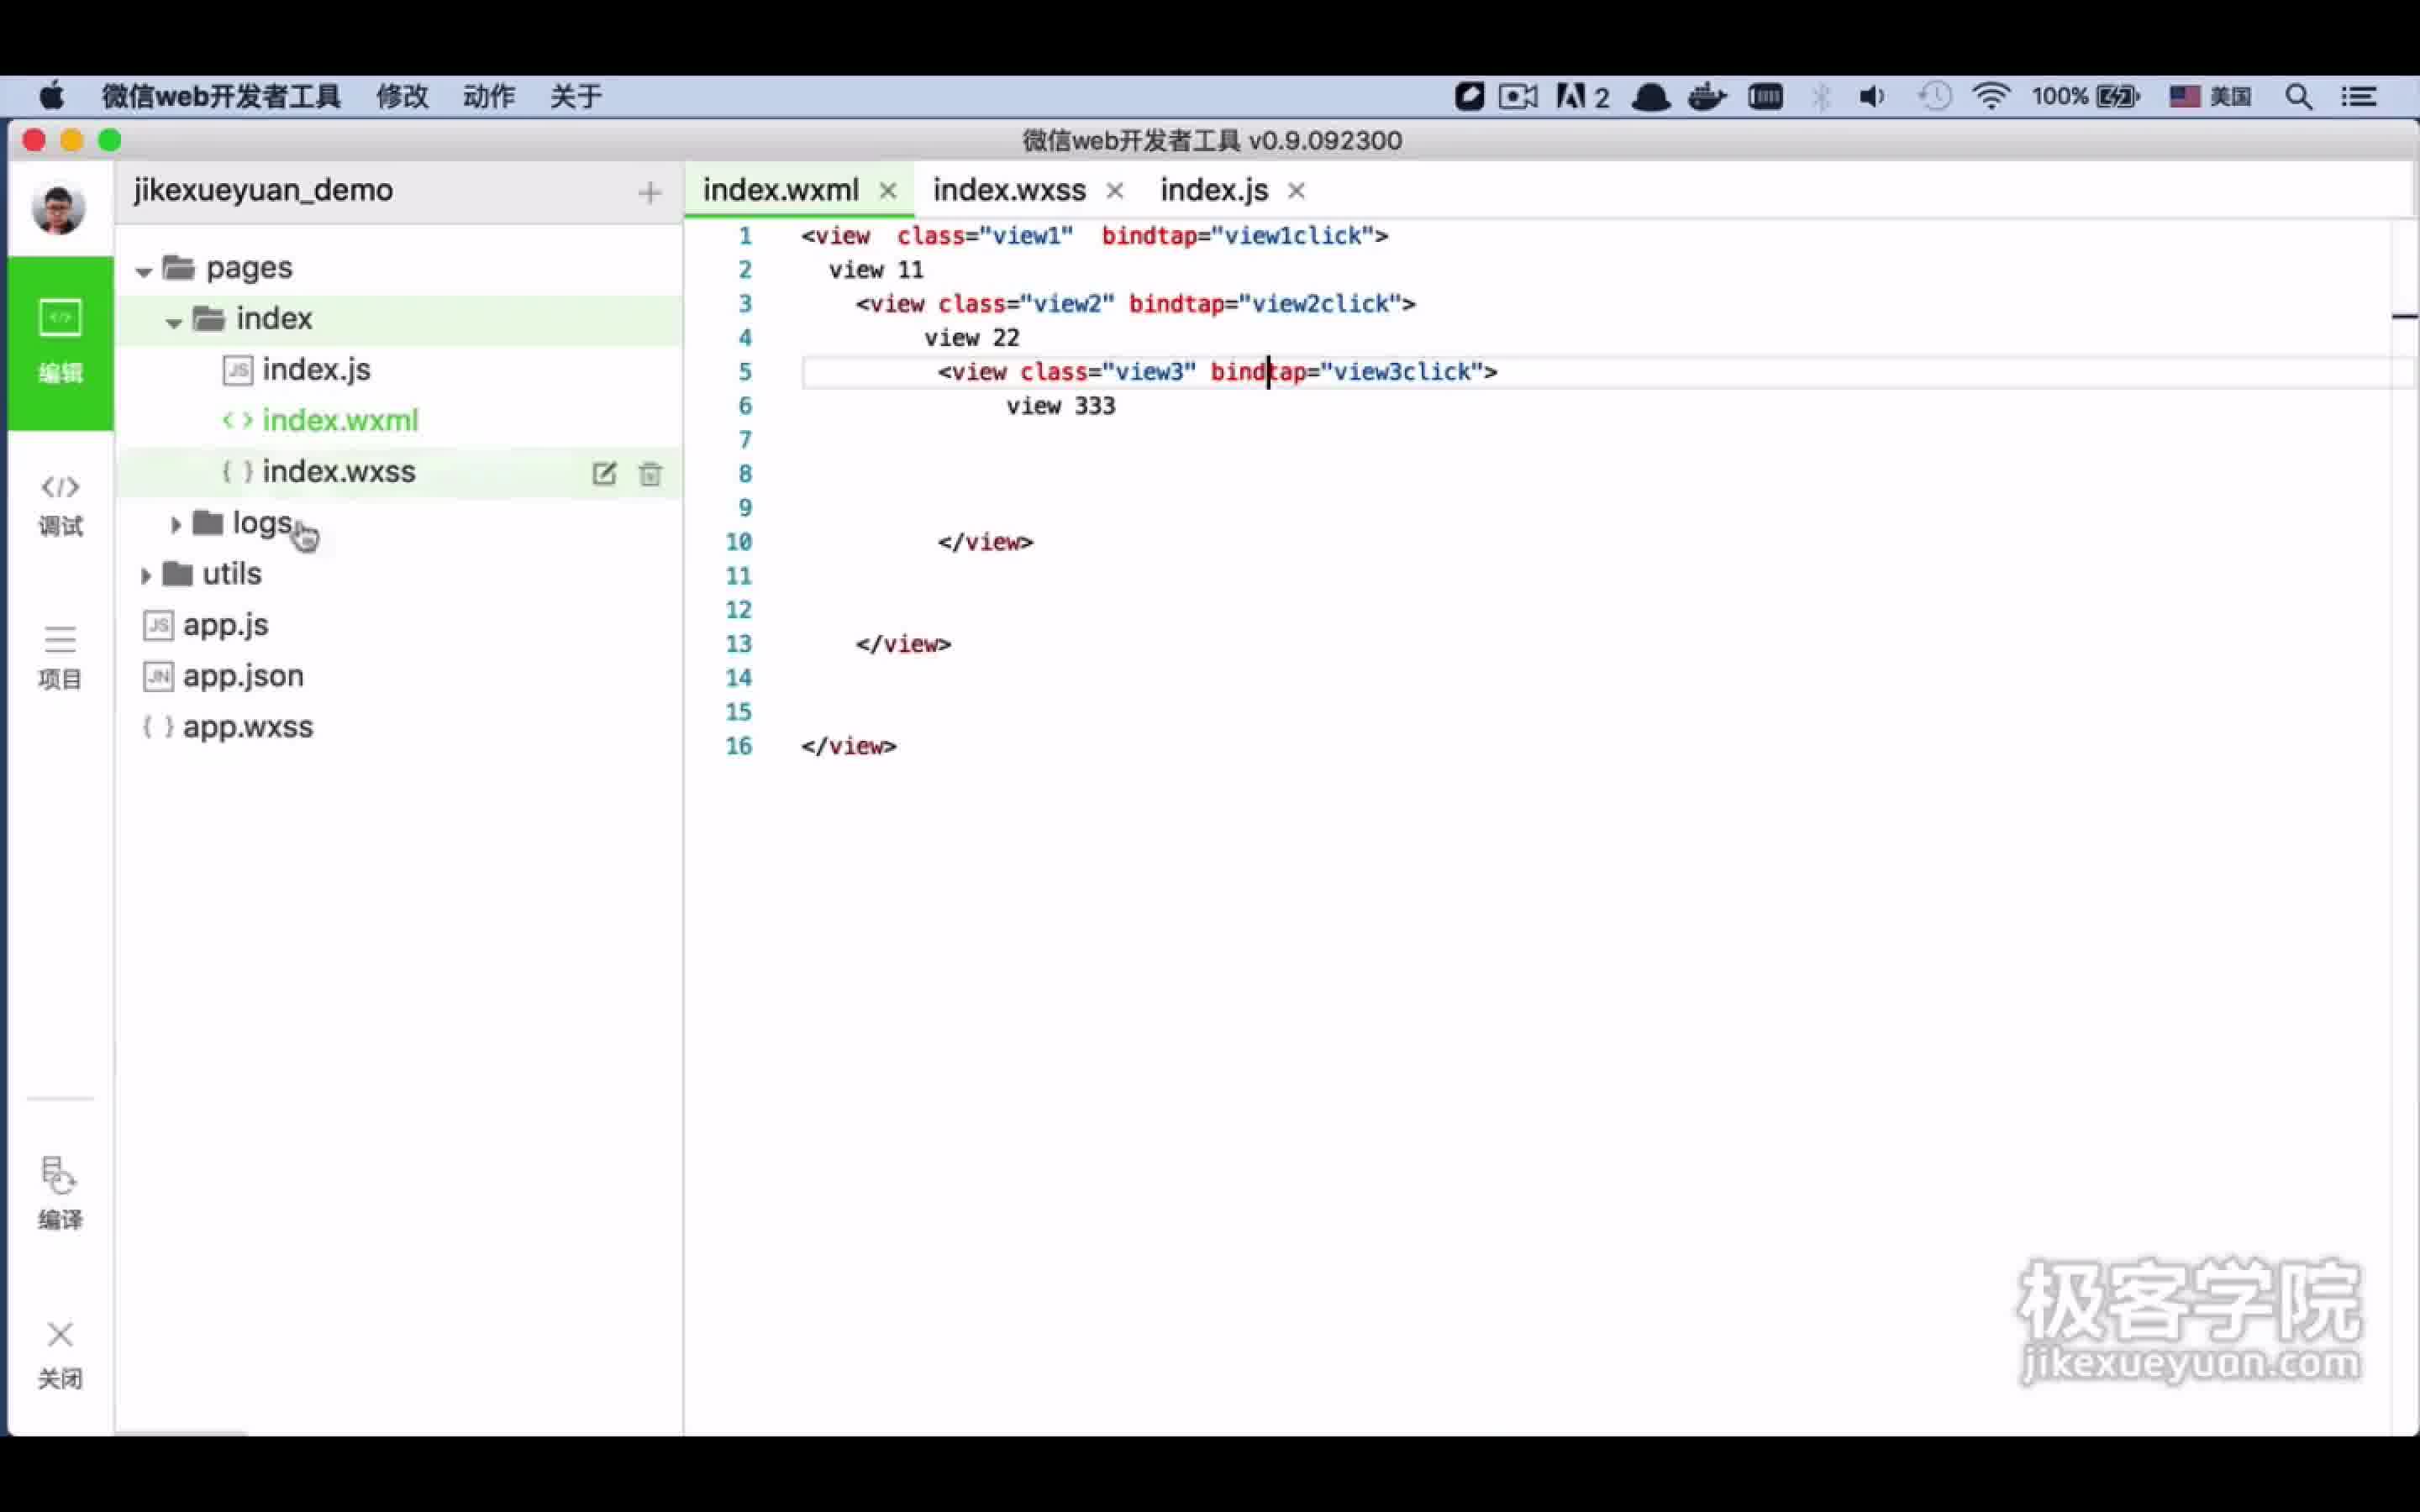 微信web开发者工具 修改 动作 关于 2 100% 美国
微信web开发者工具 v0.9.092300
jikexueyuan_demo
index.wxml index.wxss index.js
编辑
调试
项目
编译
关闭
pages
index
JS index.js
< > index.wxml
{ } index.wxss
logs
utils
JS app.js
JN app.json
{ } app.wxss
1 <view  class="view1"  bindtap="view1click">
2 view 11
3 <view class="view2" bindtap="view2click">
4 view 22
5 <view class="view3" bindtap="view3click">
6 view 333
7
8
9
10 </view>
11
12
13 </view>
14
15
16 </view>
极客学院
jikexueyuan.com